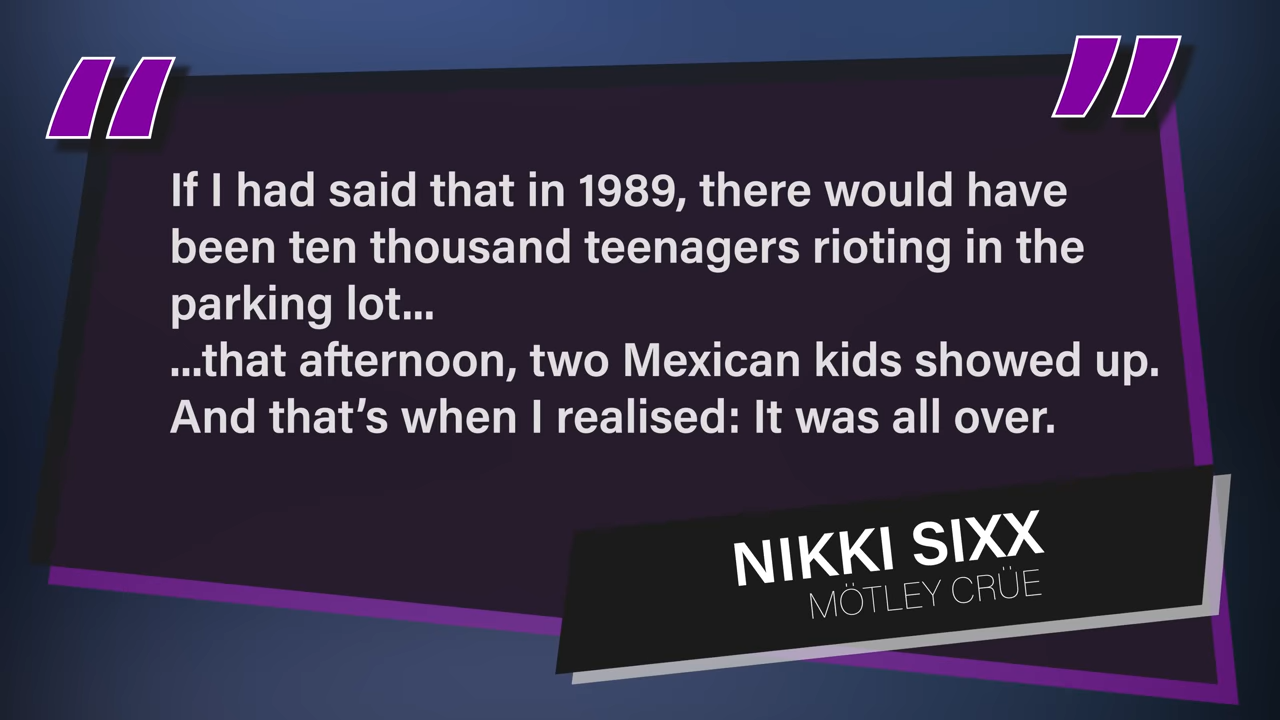 If I had said that in 1989, there would have
been ten thousand teenagers rioting in the
parking lot...
...that afternoon, two Mexican kids showed up.
And that’s when I realised: It was all over.
NIKKI SIXX
MÖTLEY CRÜE